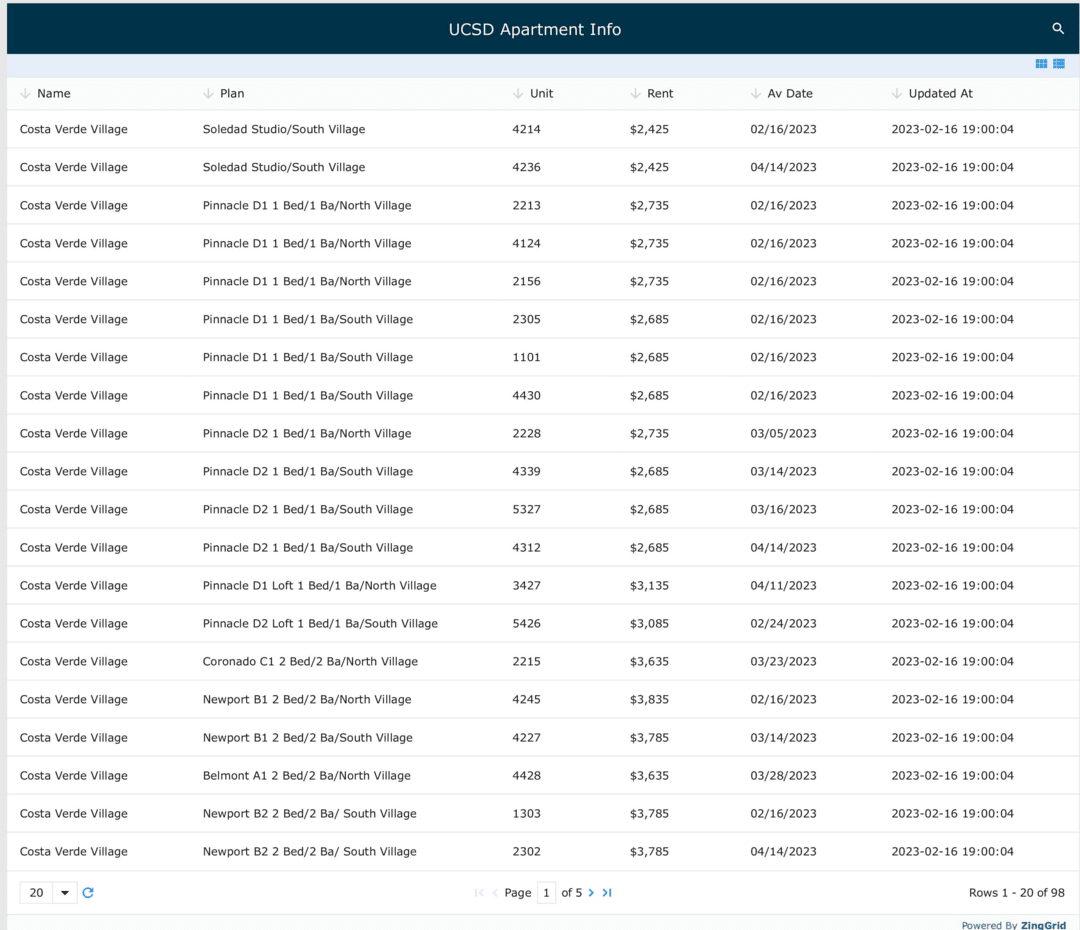 UCSD Apartment Info
Name Plan Unit Rent Av Date Updated At
Costa Verde Village Soledad Studio/South Village 4214 $2,425 02/16/2023 2023-02-16 19:00:04
Costa Verde Village Soledad Studio/South Village 4236 $2,425 04/14/2023 2023-02-16 19:00:04
Costa Verde Village Pinnacle D1 1 Bed/1 Ba/North Village 2213 $2,735 02/16/2023 2023-02-16 19:00:04
Costa Verde Village Pinnacle D1 1 Bed/1 Ba/North Village 4124 $2,735 02/16/2023 2023-02-16 19:00:04
Costa Verde Village Pinnacle D1 1 Bed/1 Ba/North Village 2156 $2,735 02/16/2023 2023-02-16 19:00:04
Costa Verde Village Pinnacle D1 1 Bed/1 Ba/South Village 2305 $2,685 02/16/2023 2023-02-16 19:00:04
Costa Verde Village Pinnacle D1 1 Bed/1 Ba/South Village 1101 $2,685 02/16/2023 2023-02-16 19:00:04
Costa Verde Village Pinnacle D1 1 Bed/1 Ba/South Village 4430 $2,685 02/16/2023 2023-02-16 19:00:04
Costa Verde Village Pinnacle D2 1 Bed/1 Ba/North Village 2228 $2,735 03/05/2023 2023-02-16 19:00:04
Costa Verde Village Pinnacle D2 1 Bed/1 Ba/South Village 4339 $2,685 03/14/2023 2023-02-16 19:00:04
Costa Verde Village Pinnacle D2 1 Bed/1 Ba/South Village 5327 $2,685 03/16/2023 2023-02-16 19:00:04
Costa Verde Village Pinnacle D2 1 Bed/1 Ba/South Village 4312 $2,685 04/14/2023 2023-02-16 19:00:04
Costa Verde Village Pinnacle D1 Loft 1 Bed/1 Ba/North Village 3427 $3,135 04/11/2023 2023-02-16 19:00:04
Costa Verde Village Pinnacle D2 Loft 1 Bed/1 Ba/South Village 5426 $3,085 02/24/2023 2023-02-16 19:00:04
Costa Verde Village Coronado C1 2 Bed/2 Ba/North Village 2215 $3,635 03/23/2023 2023-02-16 19:00:04
Costa Verde Village Newport B1 2 Bed/2 Ba/North Village 4245 $3,835 02/16/2023 2023-02-16 19:00:04
Costa Verde Village Newport B1 2 Bed/2 Ba/South Village 4227 $3,785 03/14/2023 2023-02-16 19:00:04
Costa Verde Village Belmont A1 2 Bed/2 Ba/North Village 4428 $3,635 03/28/2023 2023-02-16 19:00:04
Costa Verde Village Newport B2 2 Bed/2 Ba/ South Village 1303 $3,785 02/16/2023 2023-02-16 19:00:04
Costa Verde Village Newport B2 2 Bed/2 Ba/ South Village 2302 $3,785 04/14/2023 2023-02-16 19:00:04
20 Page 1 of 5 Rows 1 - 20 of 98
Powered By ZingGrid